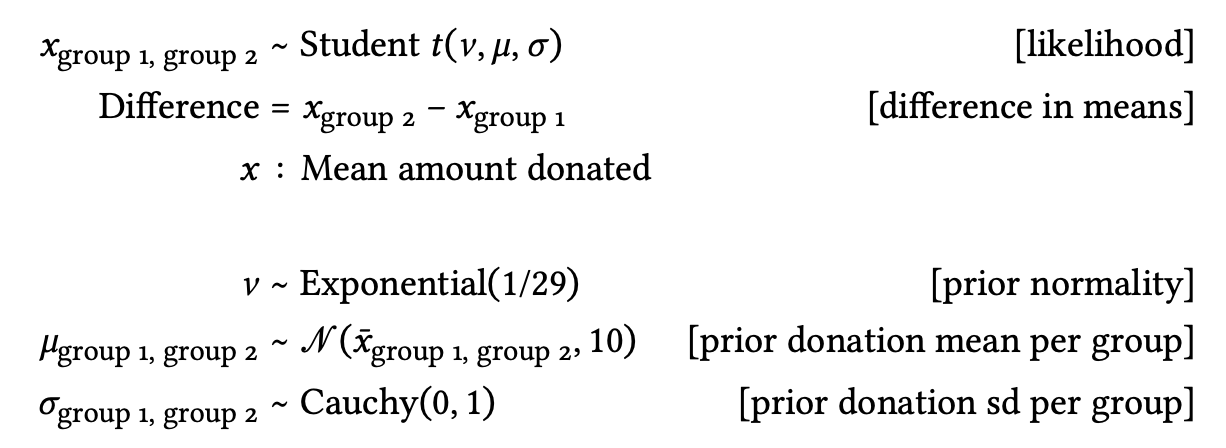 x_group 1, group 2 ~ Student t(ν, μ, σ) [likelihood]
Difference = x_group 2 − x_group 1 [difference in means]
x : Mean amount donated
ν ~ Exponential(1/29) [prior normality]
μ_group 1, group 2 ~ 𝒩(x̄_group 1, group 2, 10) [prior donation mean per group]
σ_group 1, group 2 ~ Cauchy(0, 1) [prior donation sd per group]